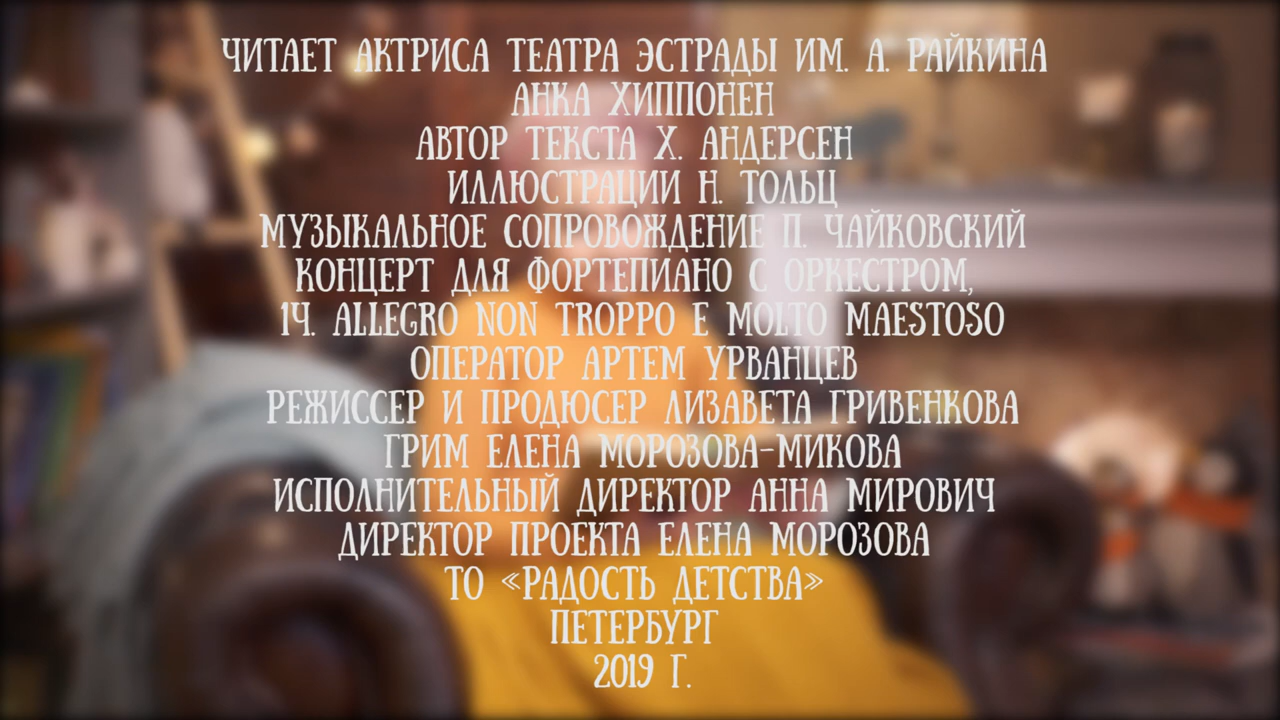 ЧИТАЕТ АКТРИСА ТЕАТРА ЭСТРАДЫ ИМ. А. РАЙКИНА
АНКА ХИППОНЕН
АВТОР ТЕКСТА Х. АНДЕРСЕН
ИЛЛЮСТРАЦИИ Н. ТОЛЬЦ
МУЗЫКАЛЬНОЕ СОПРОВОЖДЕНИЕ П. ЧАЙКОВСКИЙ
КОНЦЕРТ ДЛЯ ФОРТЕПИАНО С ОРКЕСТРОМ,
1Ч. ALLEGRO NON TROPPO E MOLTO MAESTOSO
ОПЕРАТОР АРТЕМ УРВАНЦЕВ
РЕЖИССЕР И ПРОДЮСЕР ЛИЗАВЕТА ГРИВЕНКОВА
ГРИМ ЕЛЕНА МОРОЗОВА-МИКОВА
ИСПОЛНИТЕЛЬНЫЙ ДИРЕКТОР АННА МИРОВИЧ
ДИРЕКТОР ПРОЕКТА ЕЛЕНА МОРОЗОВА
ТО «РАДОСТЬ ДЕТСТВА»
ПЕТЕРБУРГ
2019 Г.